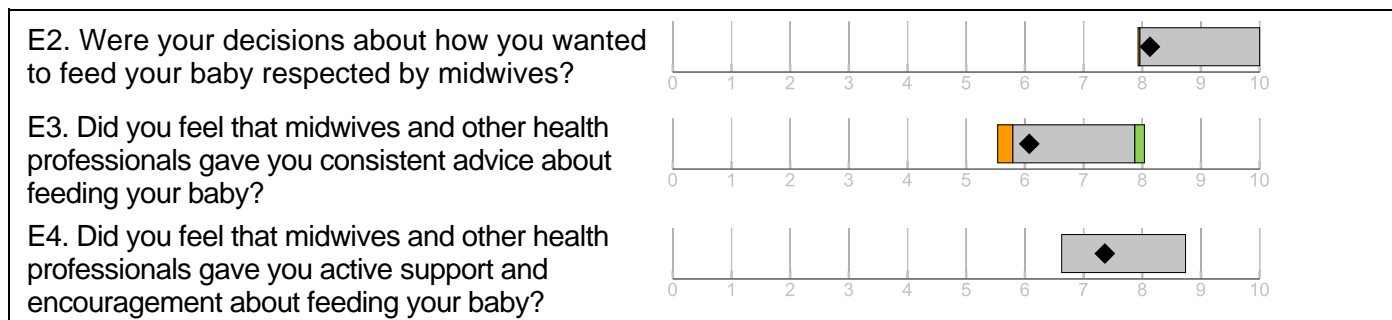 E2. Were your decisions about how you wanted
to feed your baby respected by midwives?
0 1 2 3 4 5 6 7 8 9 10
E3. Did you feel that midwives and other health
professionals gave you consistent advice about
feeding your baby?
0 1 2 3 4 5 6 7 8 9 10
E4. Did you feel that midwives and other health
professionals gave you active support and
encouragement about feeding your baby?
0 1 2 3 4 5 6 7 8 9 10